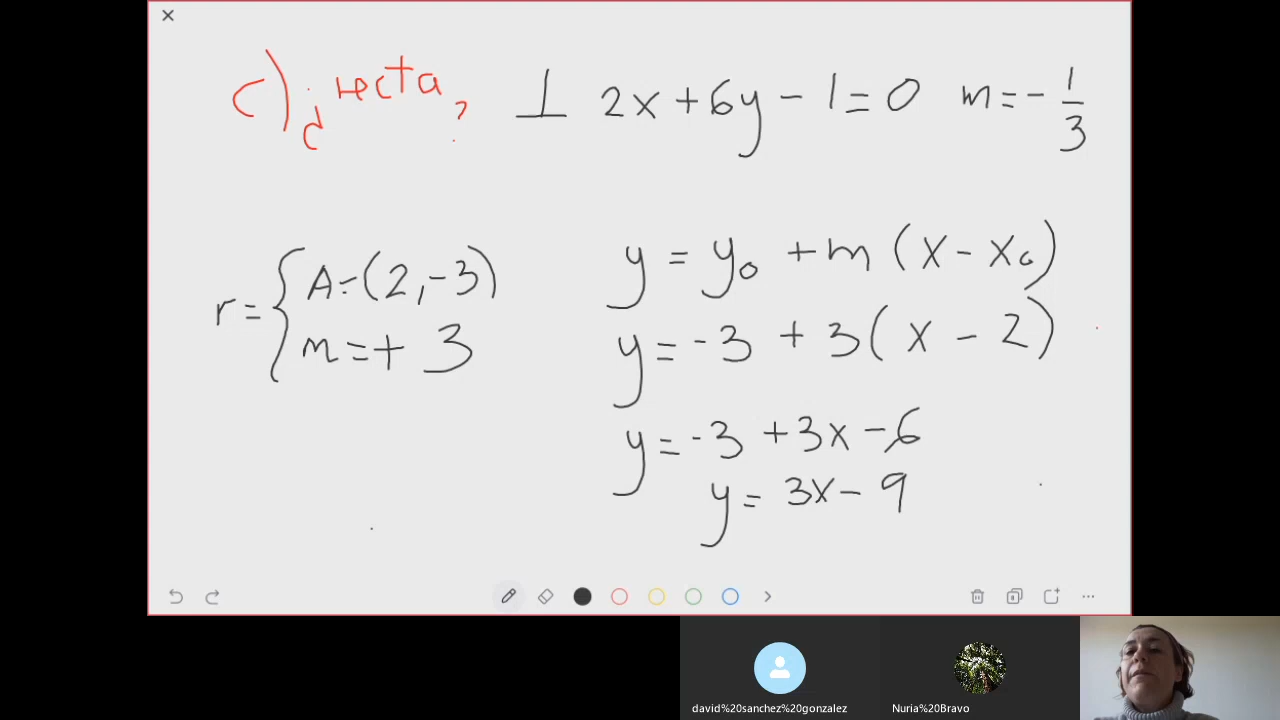 c) ¿recta? ⊥ 2x + 6y - 1 = 0 m = - 1/3
r = { A = (2, -3)
m = + 3
y = y₀ + m (x - x₀)
y = -3 + 3 (x - 2)
y = -3 + 3x - 6
y = 3x - 9
david%20sanchez%20gonzalez
Nuria%20Bravo